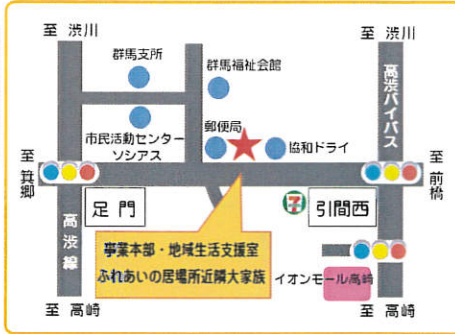 至 渋川
至 渋川
群馬支所
群馬福祉会館
高渋バイパス
市民活動センター
ソシアス
郵便局
協和ドライ
至 箕郷
至 前橋
足門
7
引間西
高渋線
事業本部・地域生活支援室
ふれあいの居場所近隣大家族
イオンモール高崎
至 高崎
至 高崎